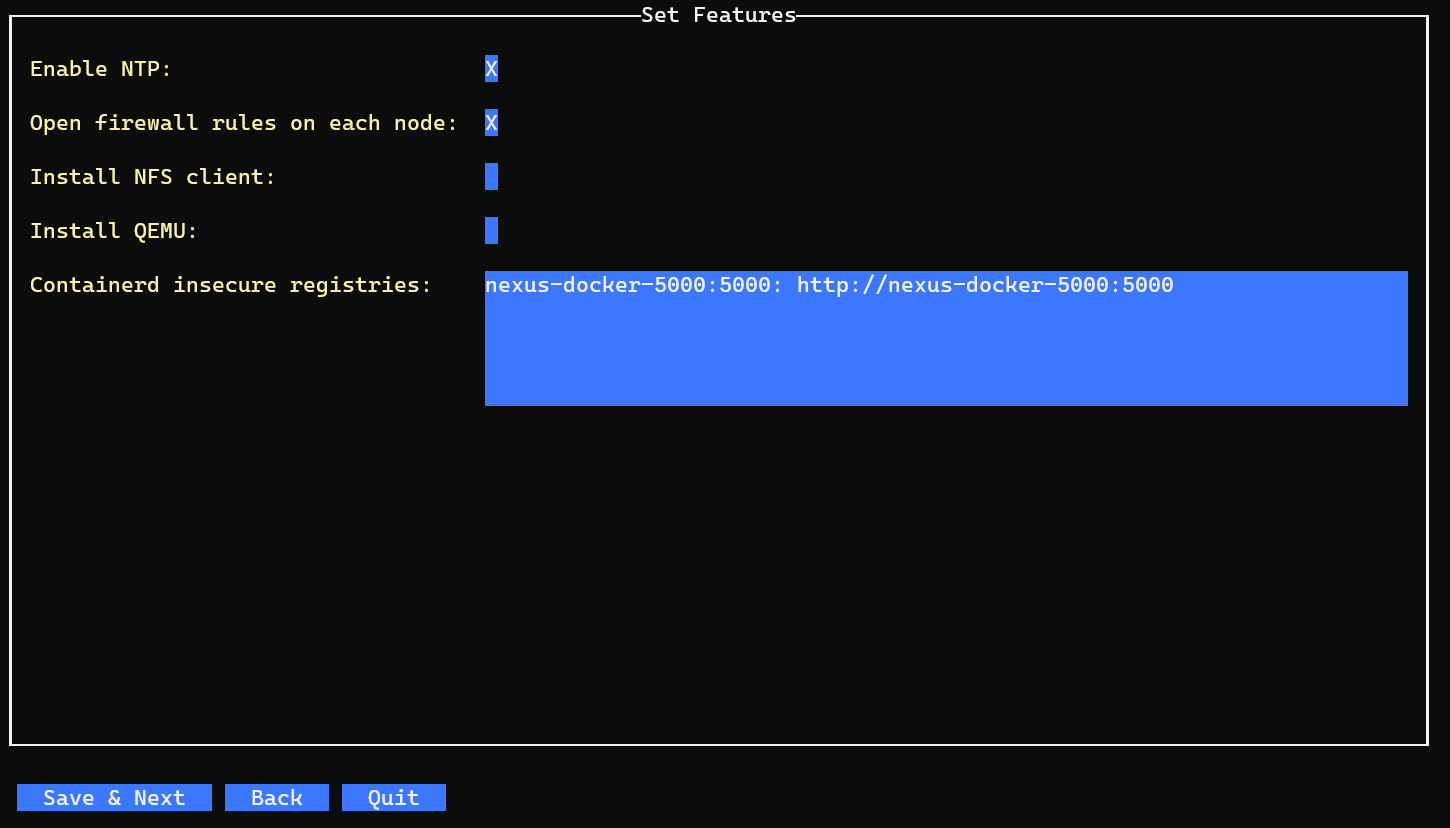 Set Features
Enable NTP: X
Open firewall rules on each node: X
Install NFS client:
Install QEMU:
Containerd insecure registries: nexus-docker-5000:5000: http://nexus-docker-5000:5000
Save & Next Back Quit